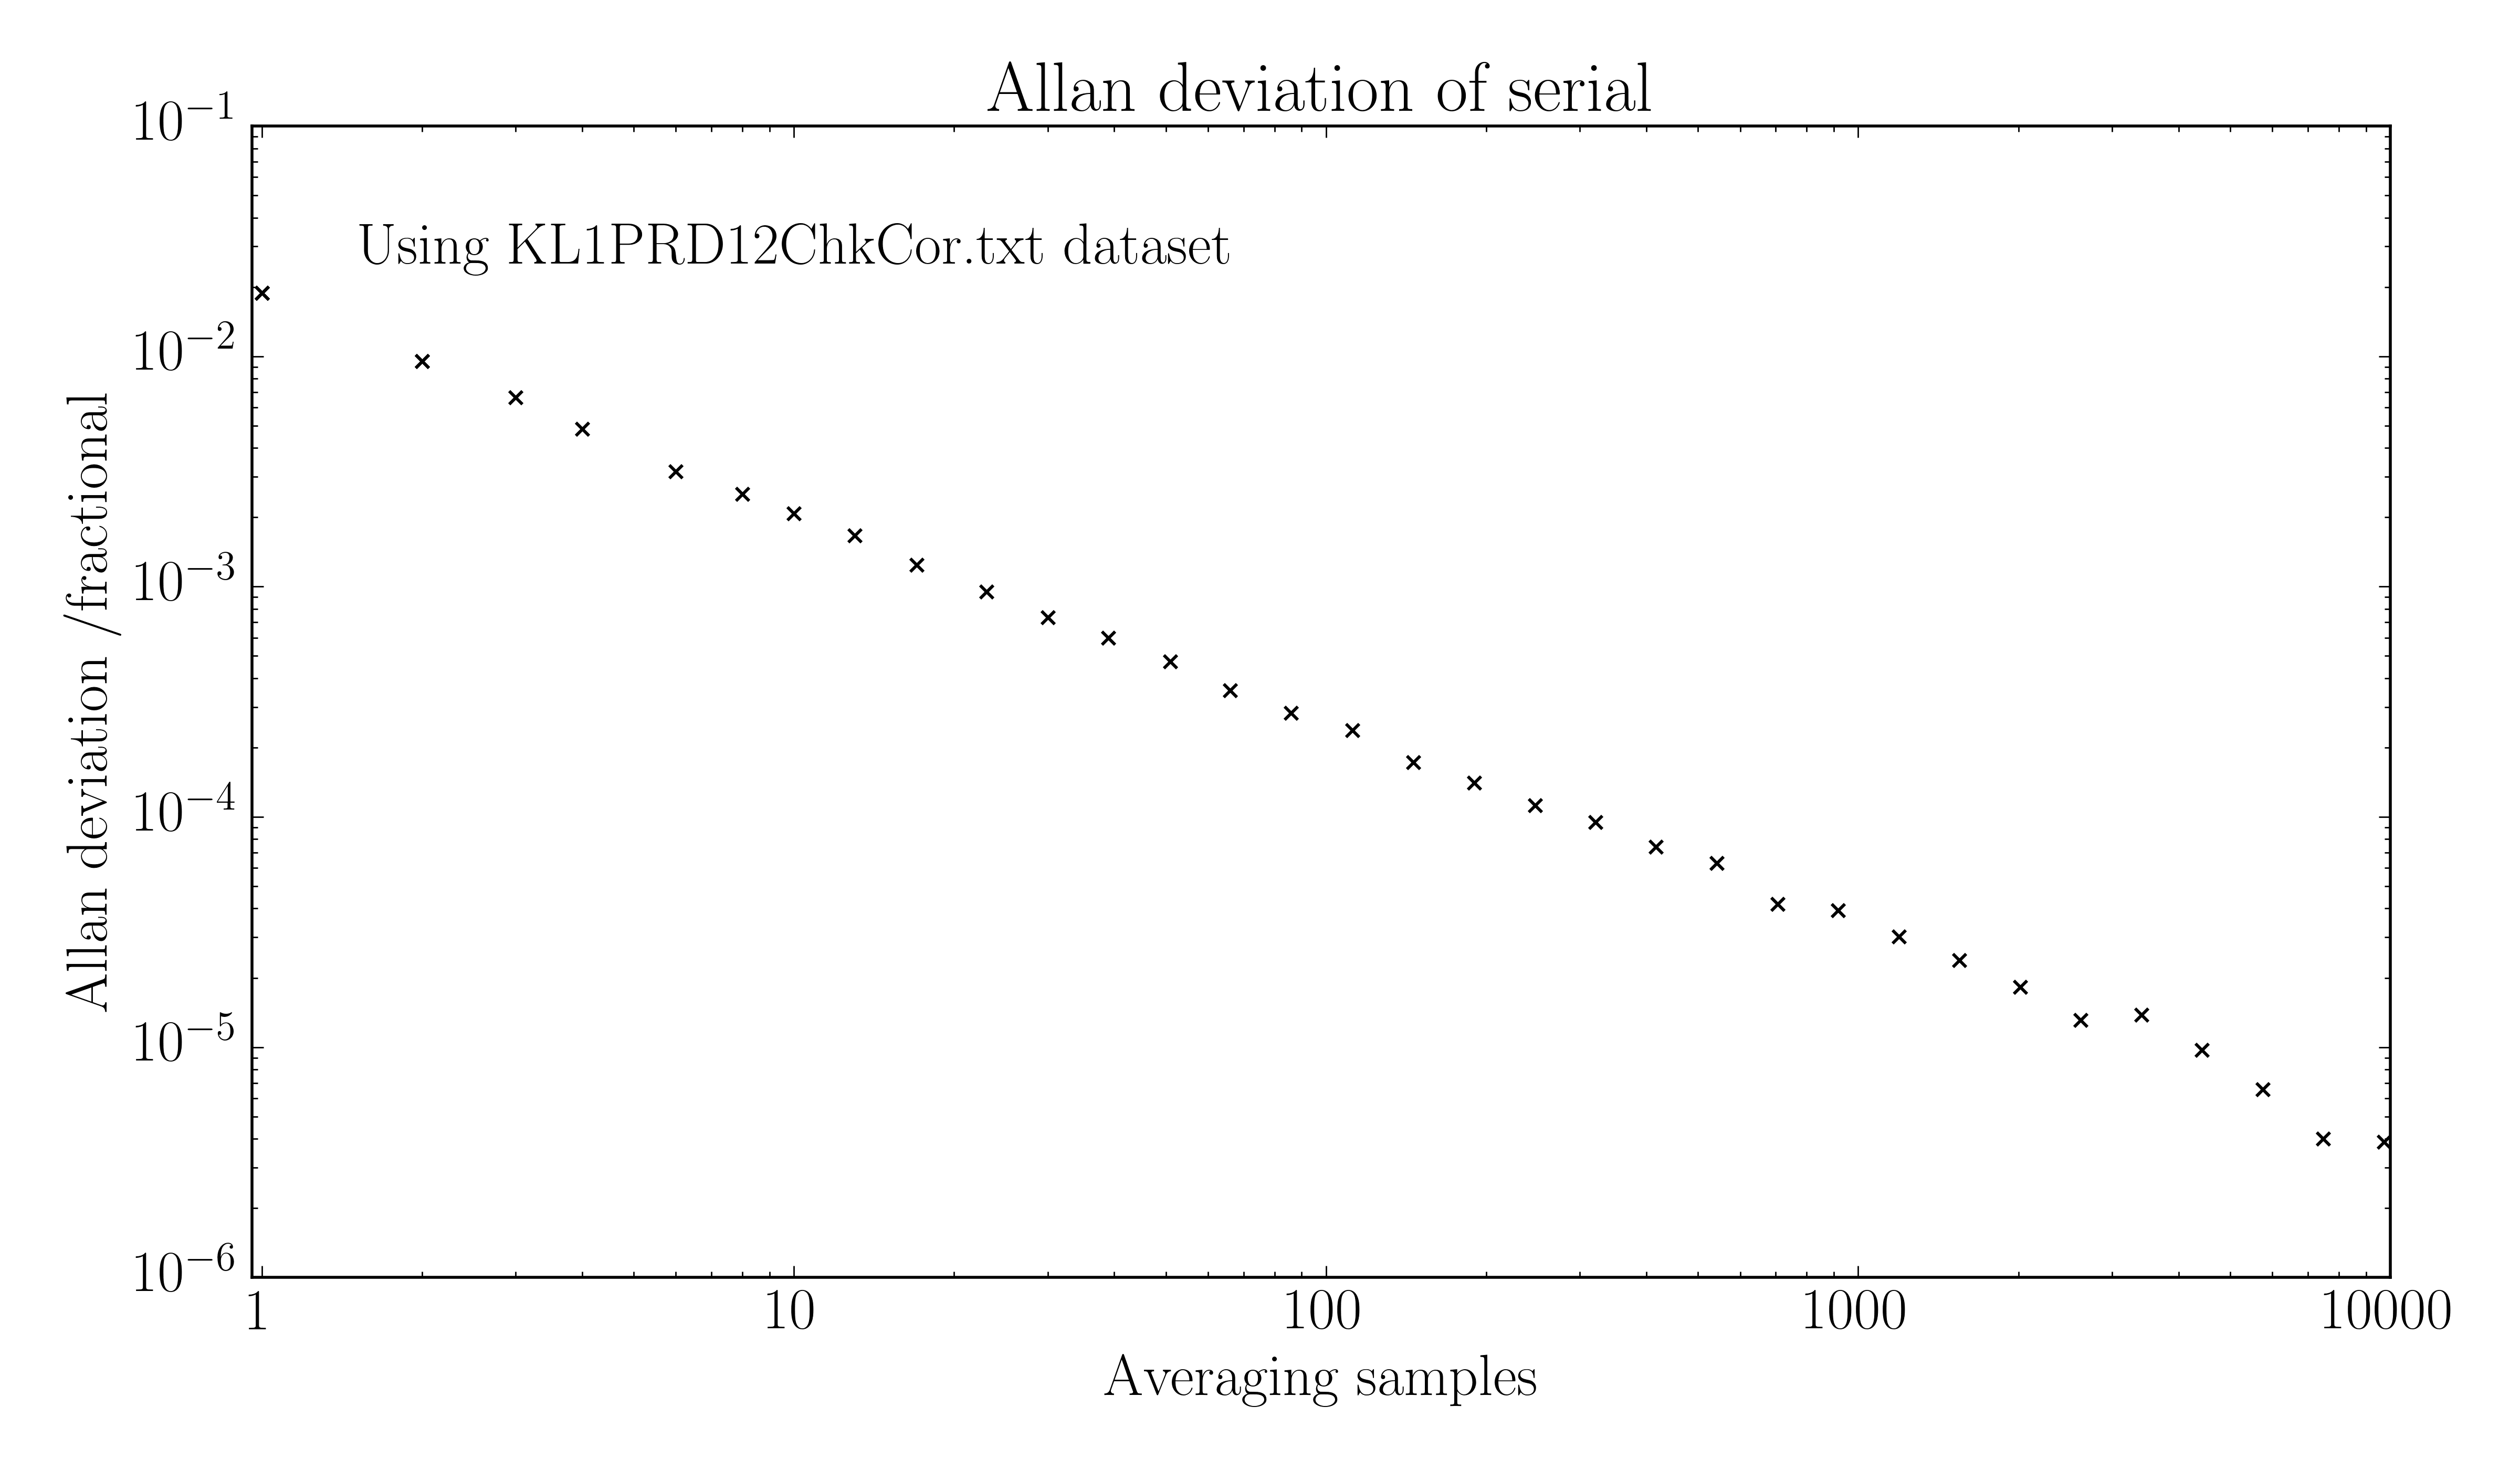 Allan deviation of serial
Using KL1PRD12ChkCor.txt dataset
Allan deviation /fractional
10−1
10−2
10−3
10−4
10−5
10−6
1
10
100
1000
10000
Averaging samples